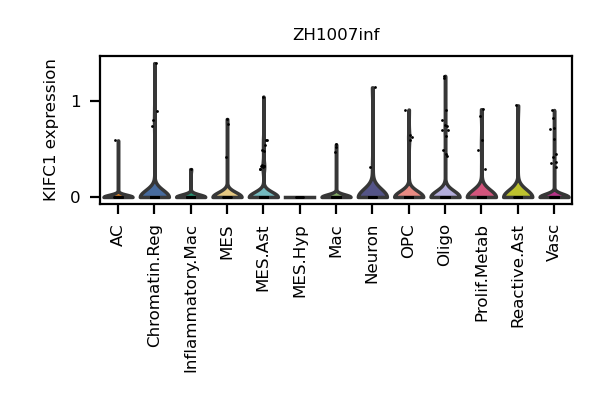 ZH1007inf
KIFC1 expression
1
0
AC
Chromatin.Reg
Inflammatory.Mac
MES
MES.Ast
MES.Hyp
Mac
Neuron
OPC
Oligo
Prolif.Metab
Reactive.Ast
Vasc